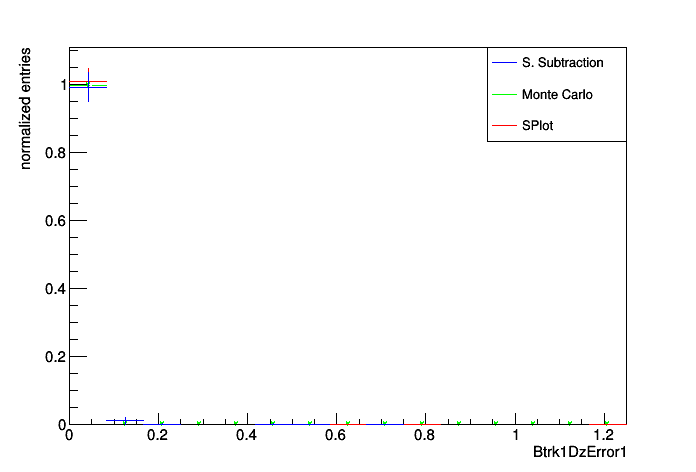 normalized entries
S. Subtraction
Monte Carlo
SPlot
1
0.8
0.6
0.4
0.2
0
0 0.2 0.4 0.6 0.8 1 1.2
Btrk1DzError1